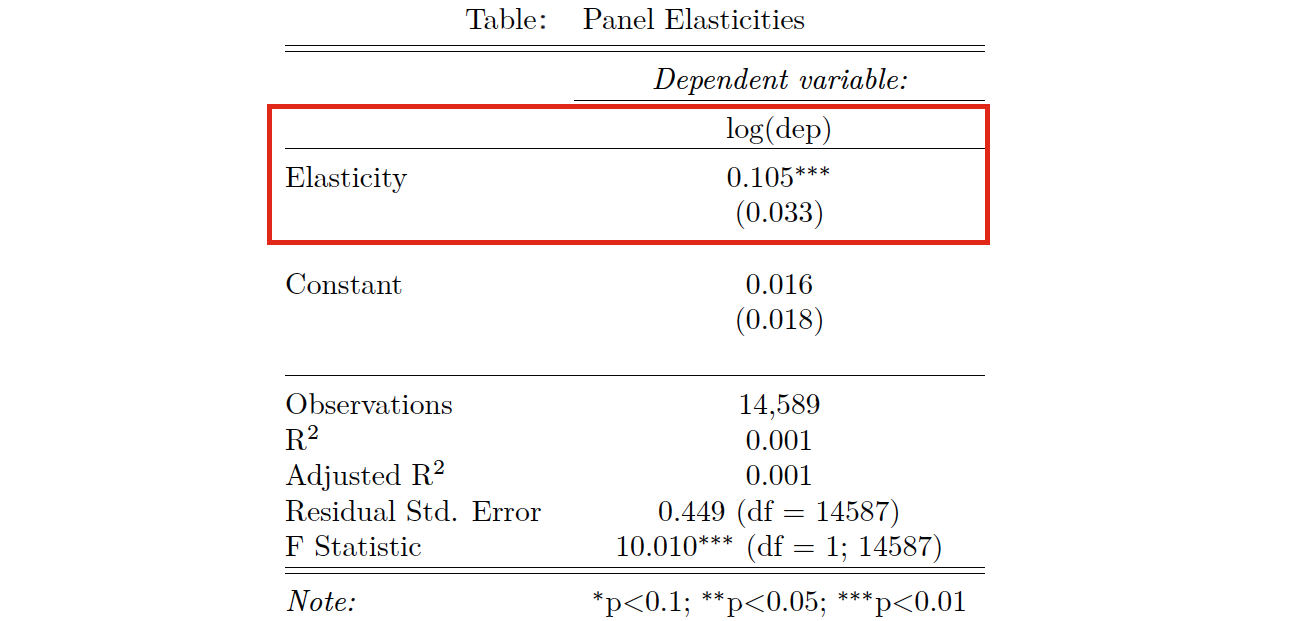 Table: Panel Elasticities
Dependent variable:
log(dep)
Elasticity 0.105***
(0.033)
Constant 0.016
(0.018)
Observations 14,589
R² 0.001
Adjusted R² 0.001
Residual Std. Error 0.449 (df = 14587)
F Statistic 10.010*** (df = 1; 14587)
Note: *p<0.1; **p<0.05; ***p<0.01